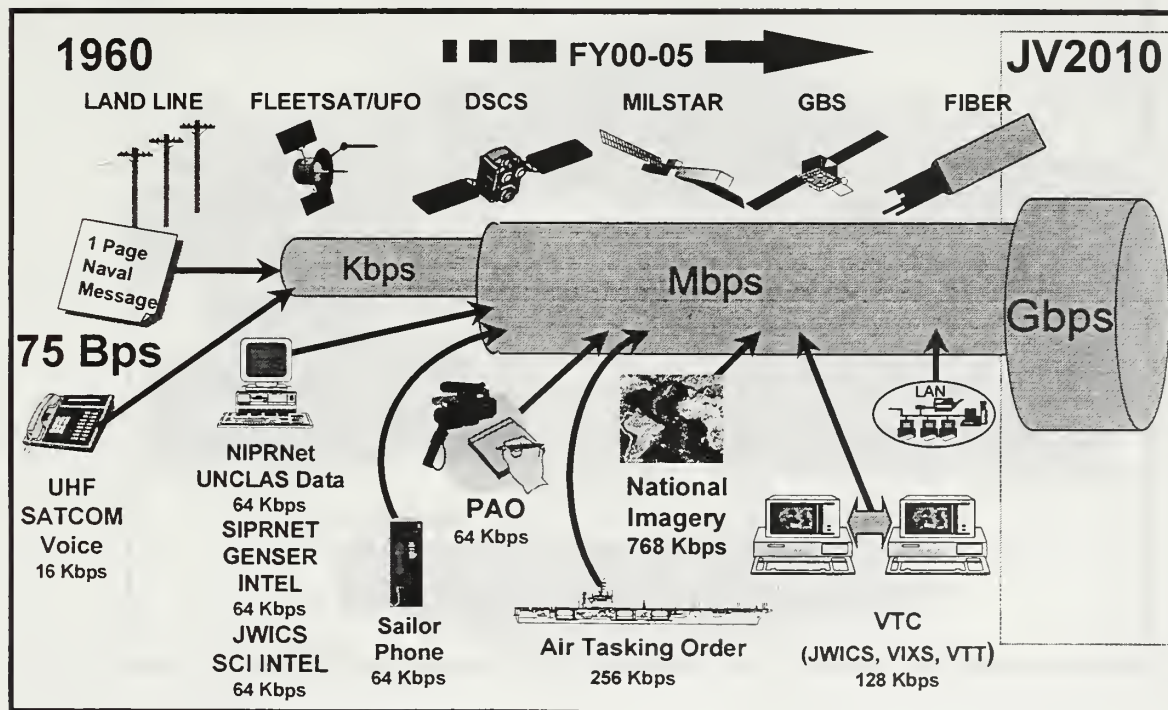 1960
FY00-05
JV2010
LAND LINE
FLEETSAT/UFO
DSCS
MILSTAR
GBS
FIBER
1 Page
Naval
Message
Kbps
Mbps
Gbps
75 Bps
LAN
UHF
SATCOM
Voice
16 Kbps
NIPRNet
UNCLAS Data
64 Kbps
SIPRNET
GENSER
INTEL
64 Kbps
JWICS
SCI INTEL
64 Kbps
Sailor
Phone
64 Kbps
PAO
64 Kbps
Air Tasking Order
256 Kbps
National
Imagery
768 Kbps
VTC
(JWICS, VIXS, VTT)
128 Kbps